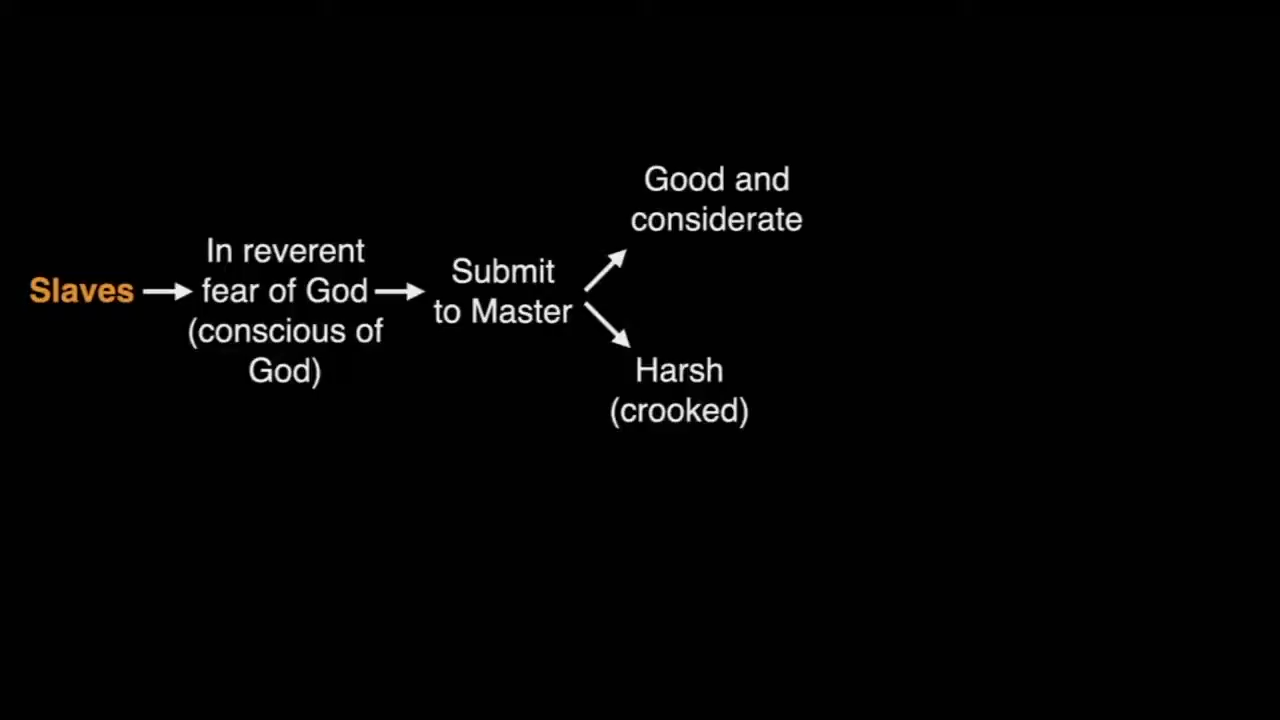 Slaves
In reverent
fear of God
(conscious of
God)
Submit
to Master
Good and
considerate
Harsh
(crooked)